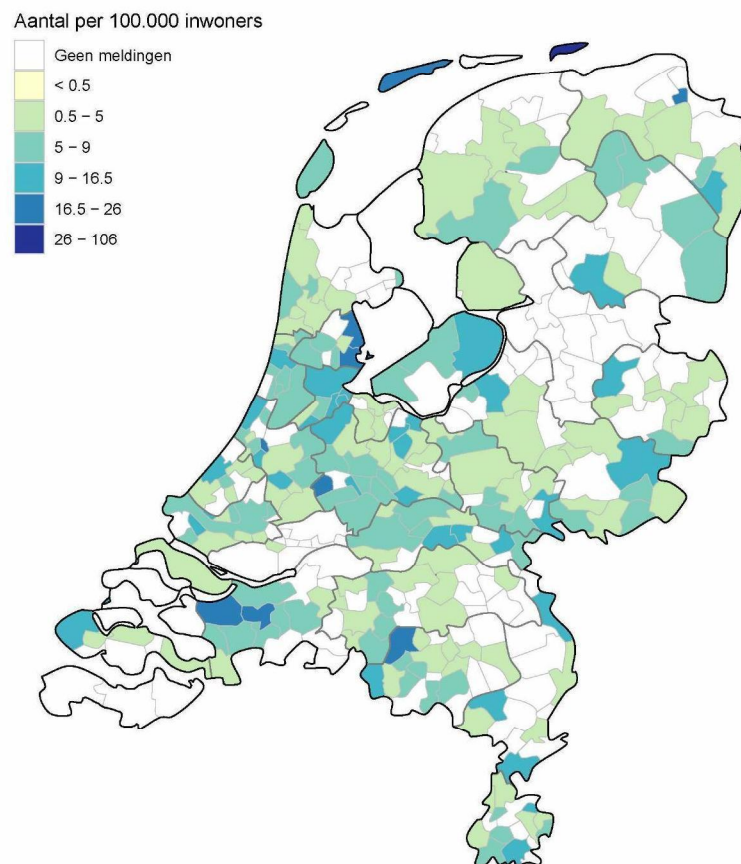 Aantal per 100.000 inwoners
Geen meldingen
< 0.5
0.5 − 5
5 − 9
9 − 16.5
16.5 − 26
26 − 106